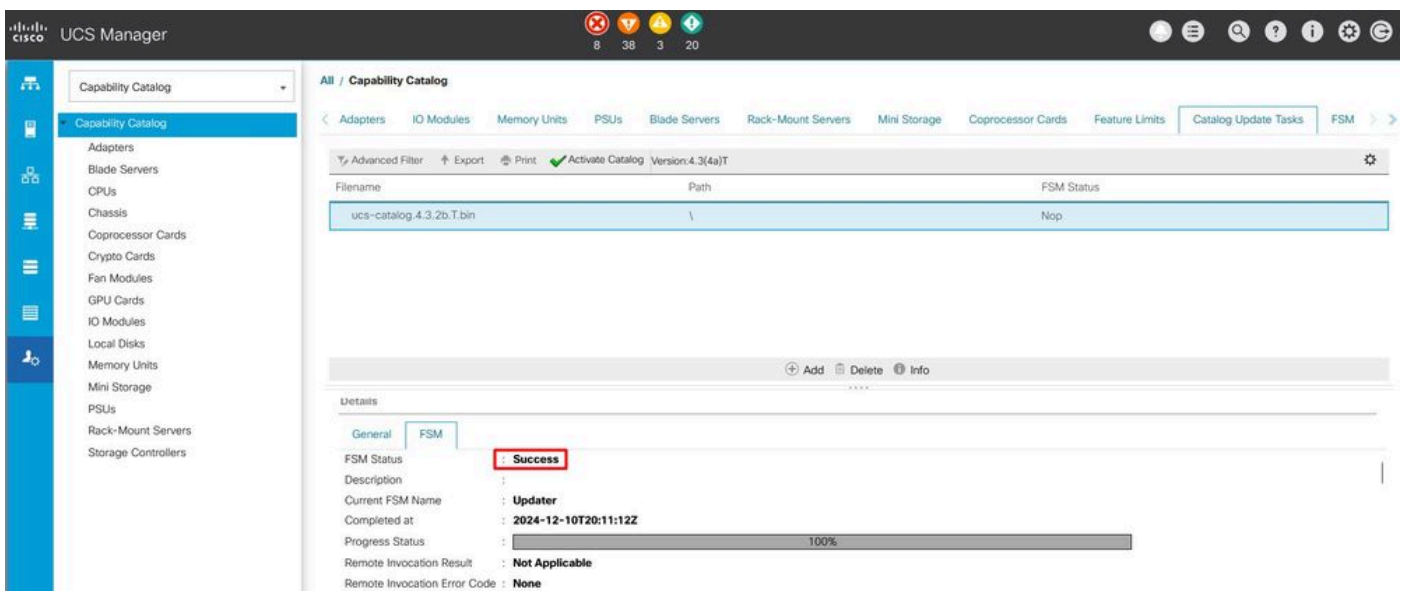 CISCO UCS Manager
8 38 3 20
Capability Catalog
All / Capability Catalog
Capability Catalog
Adapters
Blade Servers
CPUs
Chassis
Coprocessor Cards
Crypto Cards
Fan Modules
GPU Cards
IO Modules
Local Disks
Memory Units
Mini Storage
PSUs
Rack-Mount Servers
Storage Controllers
Adapters IO Modules Memory Units PSUs Blade Servers Rack-Mount Servers Mini Storage Coprocessor Cards Feature Limits Catalog Update Tasks FSM
Advanced Filter Export Print Activate Catalog Version:4.3(4a)T
Filename Path FSM Status
ucs-catalog.4.3.2b.T.bin \ Nop
Add Delete Info
Details
General FSM
FSM Status : Success
Description :
Current FSM Name : Updater
Completed at : 2024-12-10T20:11:12Z
Progress Status : 100%
Remote Invocation Result : Not Applicable
Remote Invocation Error Code : None